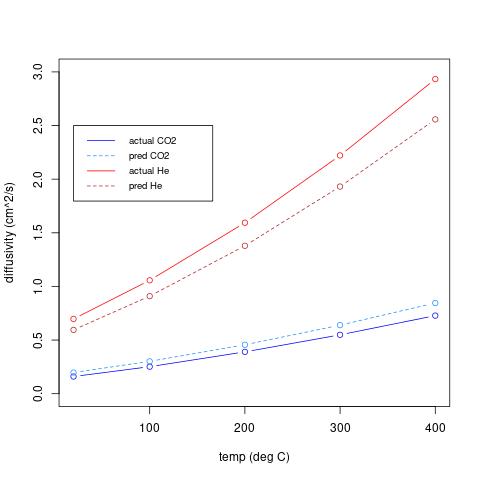 diffusivity (cm^2/s)
3.0
2.5
2.0
1.5
1.0
0.5
0.0
actual CO2
pred CO2
actual He
pred He
100 200 300 400
temp (deg C)